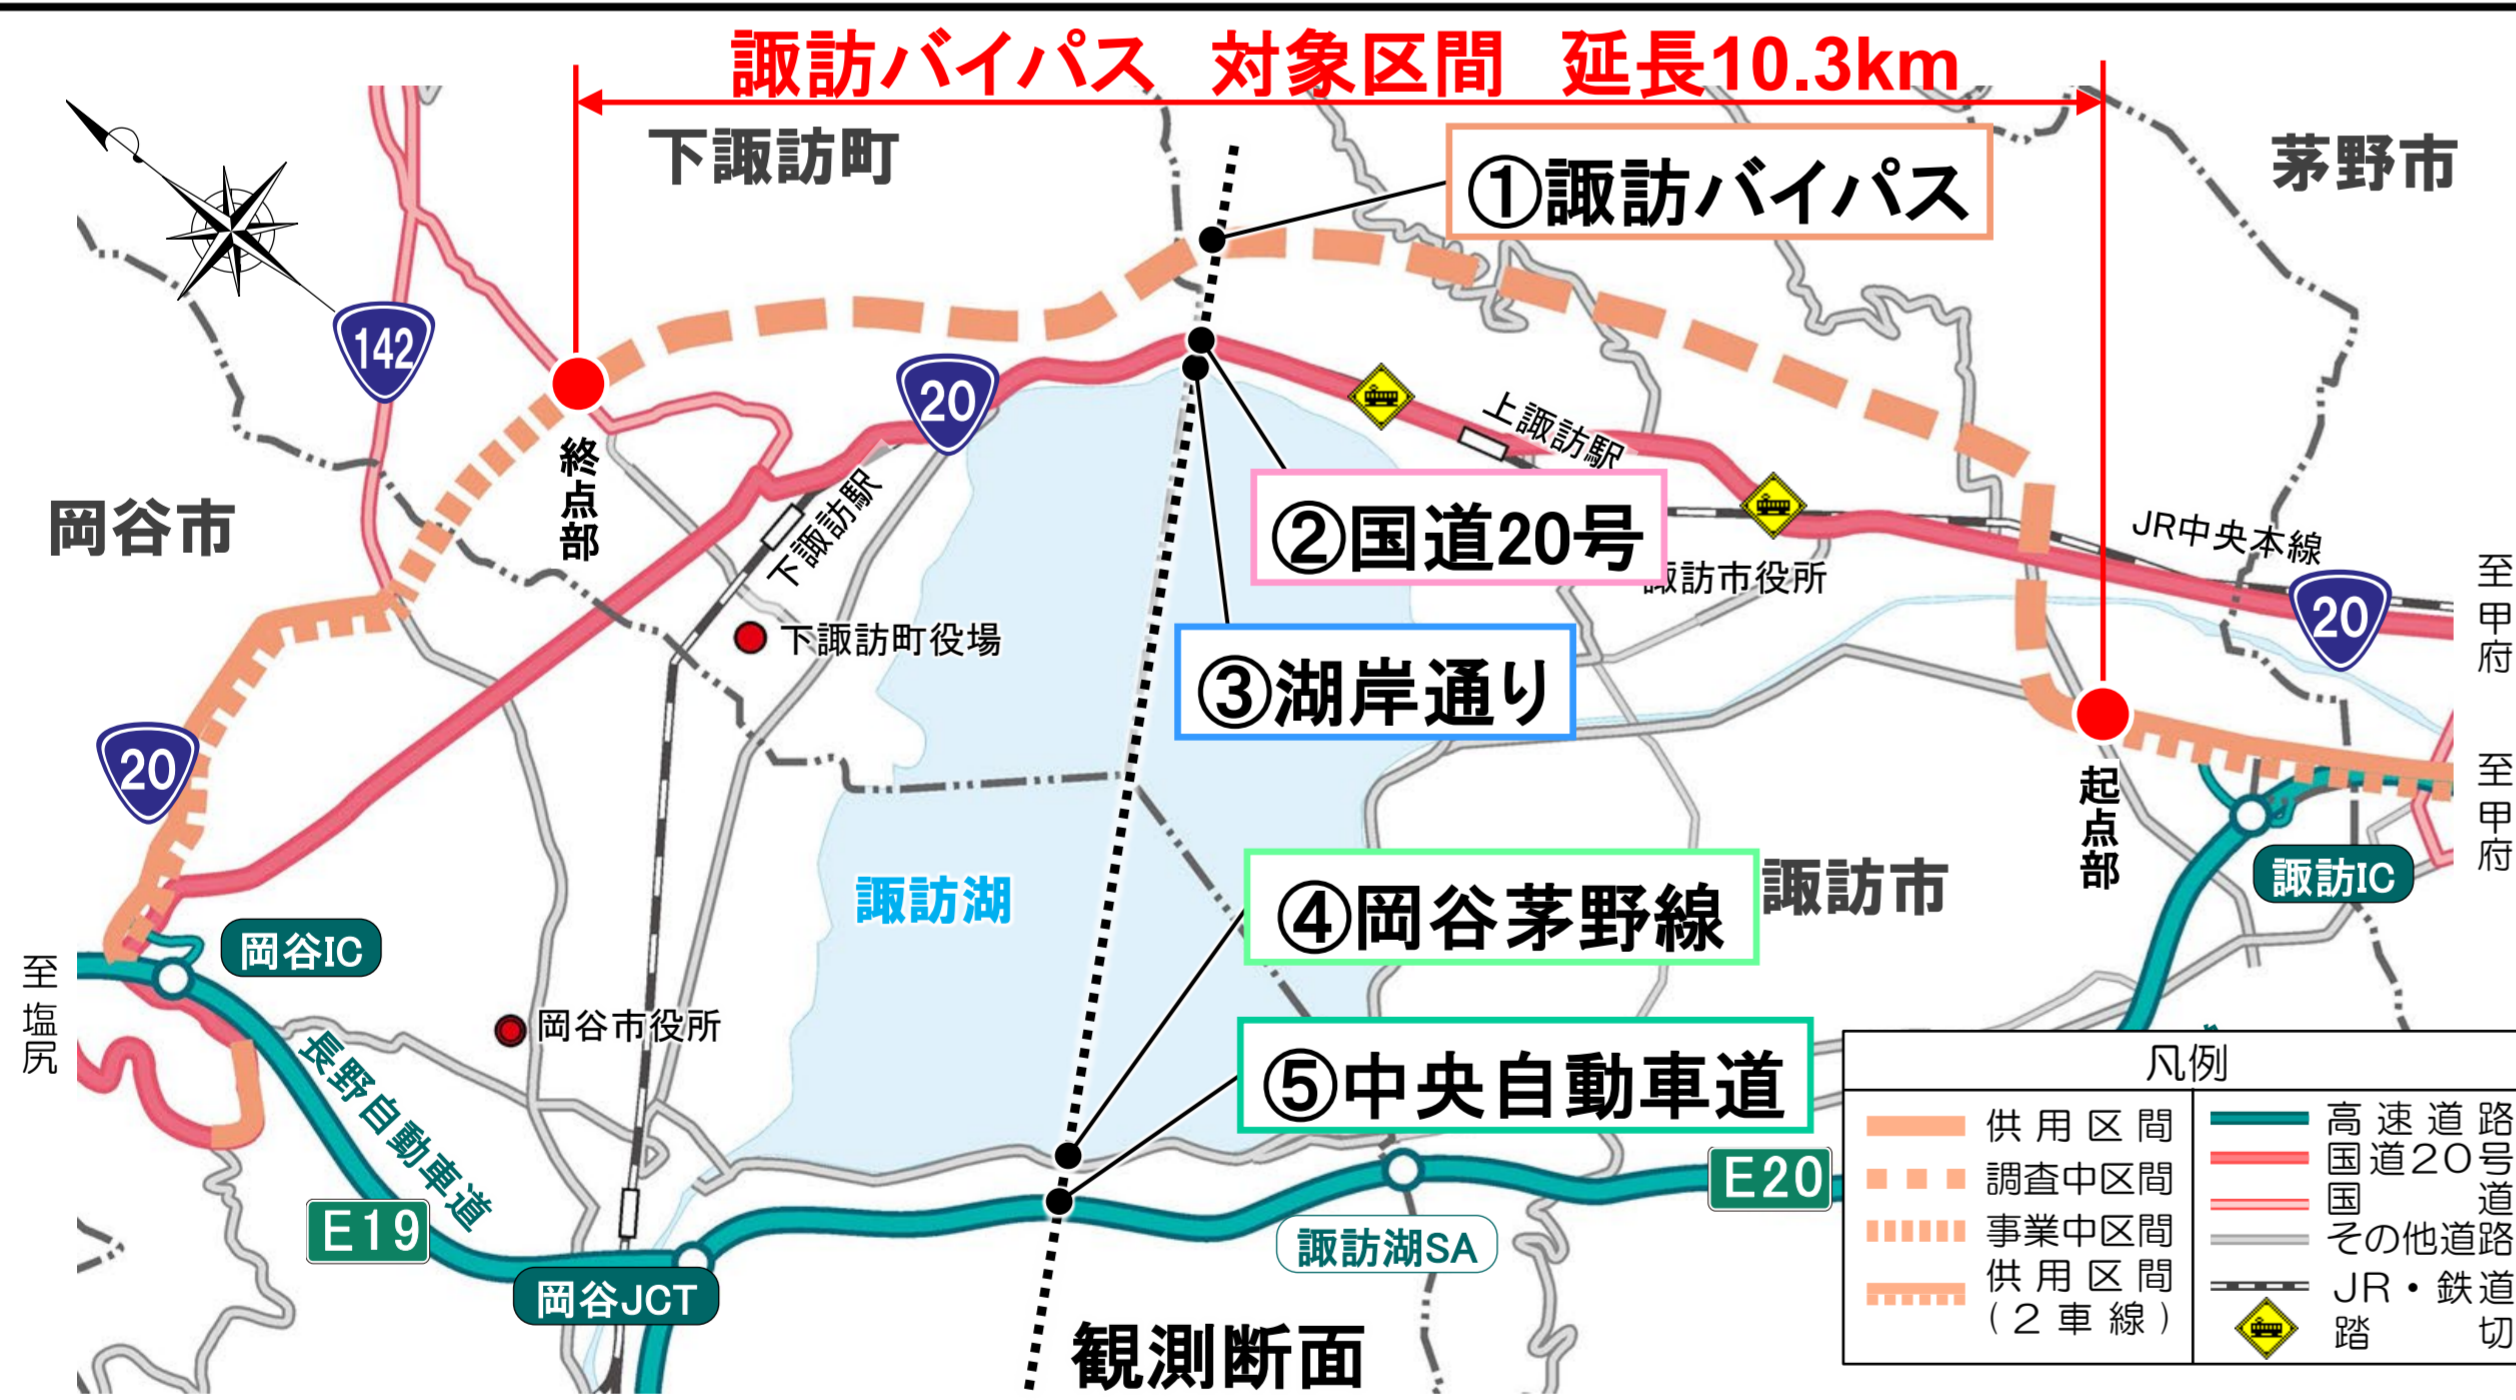 諏訪バイパス 対象区間 延長10.3km
下諏訪町
①諏訪バイパス
茅野市
142
20
上諏訪駅
終点部
岡谷市
下諏訪駅
②国道20号
JR中央本線
至甲府
諏訪市役所
20
下諏訪町役場
③湖岸通り
20
至甲府
起点部
諏訪湖
④岡谷茅野線
諏訪市
諏訪IC
岡谷IC
至塩尻
岡谷市役所
長野自動車道
⑤中央自動車道
E20
E19
諏訪湖SA
岡谷JCT
観測断面
凡例
供用区間
調査中区間
事業中区間
供用区間
(2車線)
高速道路
国道20号
国道
その他道路
JR・鉄道
踏切